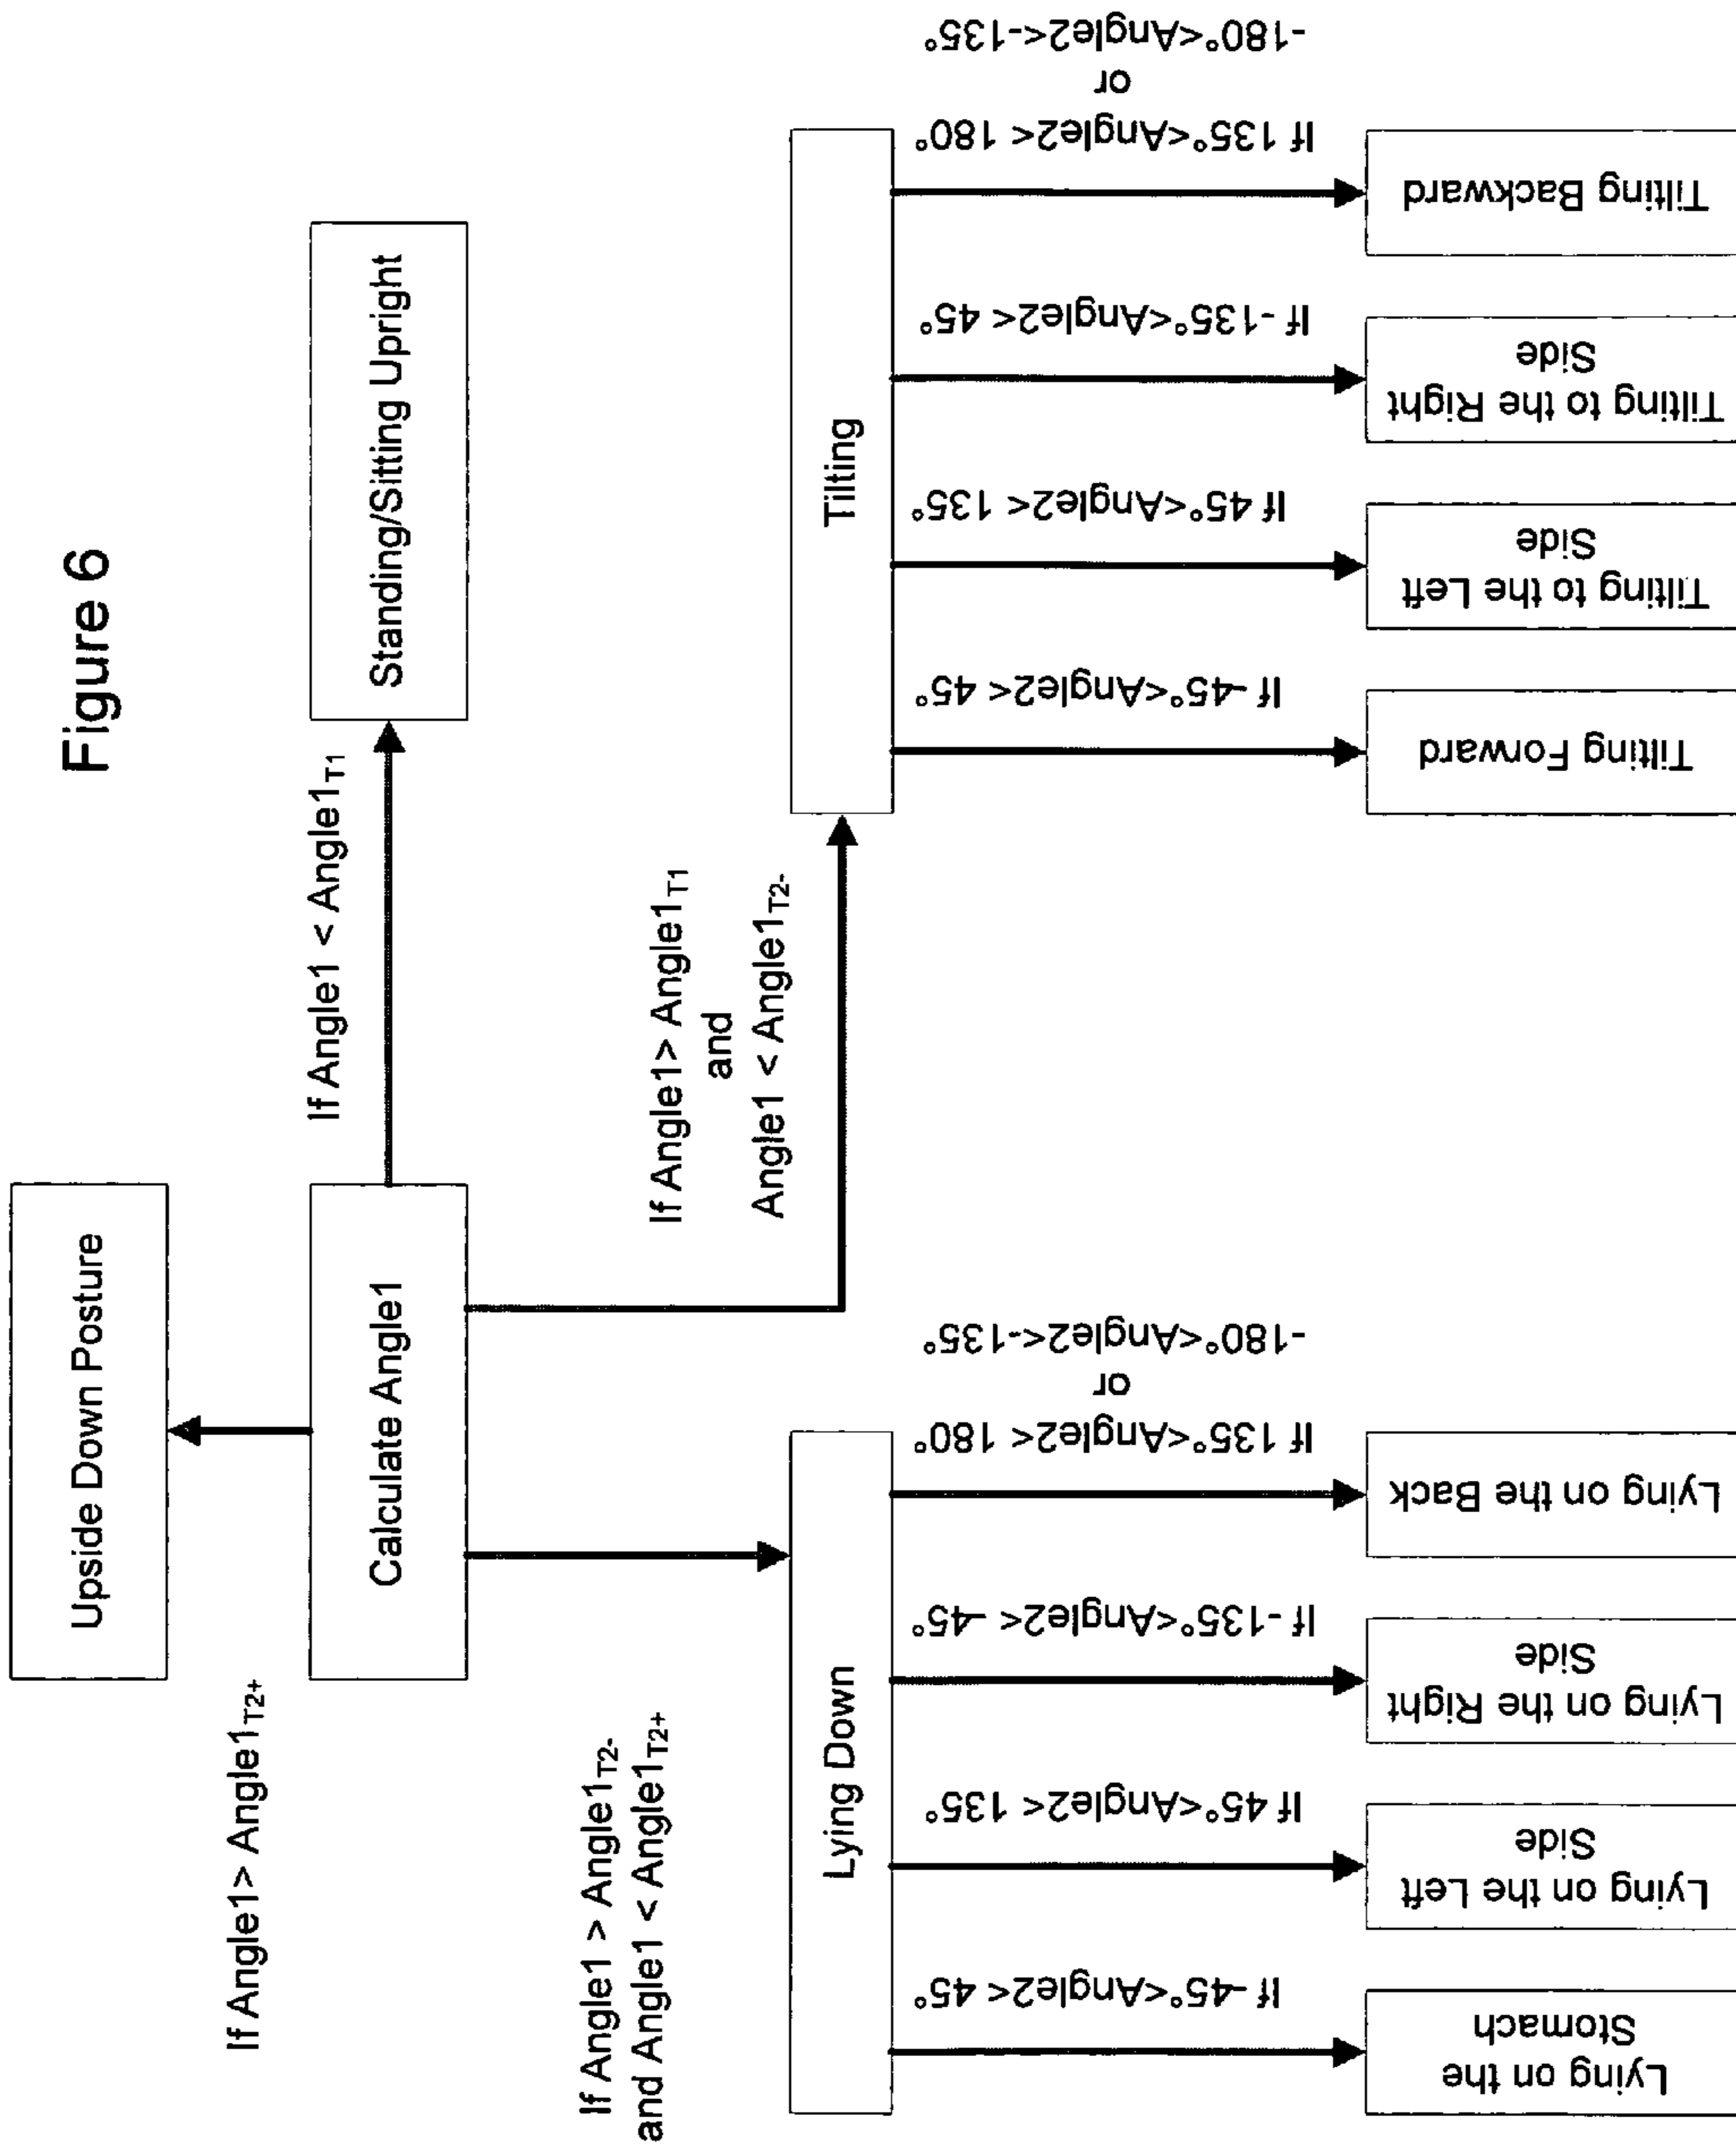 Figure 6
Upside Down Posture
If Angle1> Angle1T2+
Calculate Angle1
If Angle1 < Angle1T1
Standing/Sitting Upright
If Angle1 > Angle1T2-
and Angle1 < Angle1T2+
If Angle1> Angle1T1
and
Angle1 < Angle1T2-
Lying Down
Tilting
If -45°<Angle2< 45°
If 45°<Angle2< 135°
If -135°<Angle2< -45°
If 135°<Angle2< 180°
or
-180°<Angle2<-135°
If -45°<Angle2< 45°
If 45°<Angle2< 135°
If -135°<Angle2< 45°
If 135°<Angle2< 180°
or
-180°<Angle2<-135°
Lying on the
Stomach
Lying on the Left
Side
Lying on the Right
Side
Lying on the Back
Tilting Forward
Tilting to the Left
Side
Tilting to the Right
Side
Tilting Backward